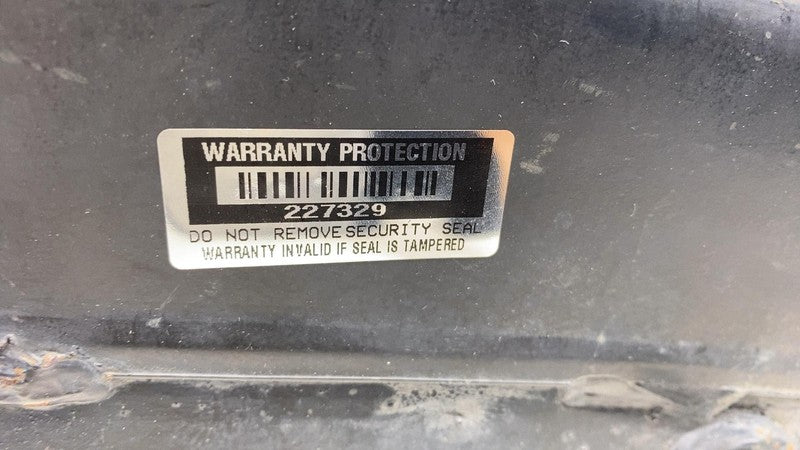 WARRANTY PROTECTION
227329
DO NOT REMOVE SECURITY SEAL
WARRANTY INVALID IF SEAL IS TAMPERED